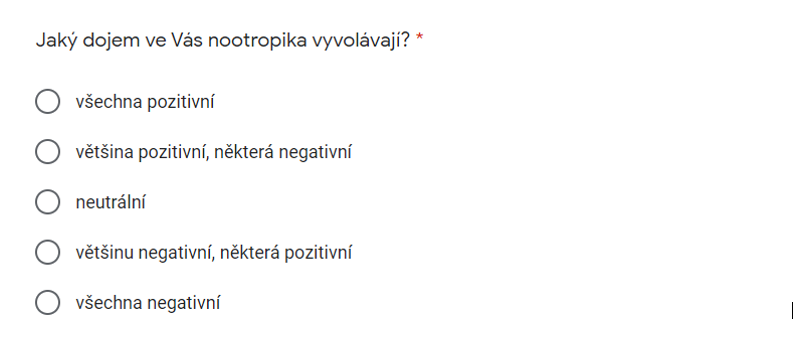 Jaký dojem ve Vás nootropika vyvolávají? *
všechna pozitivní
většina pozitivní, některá negativní
neutrální
většinu negativní, některá pozitivní
všechna negativní